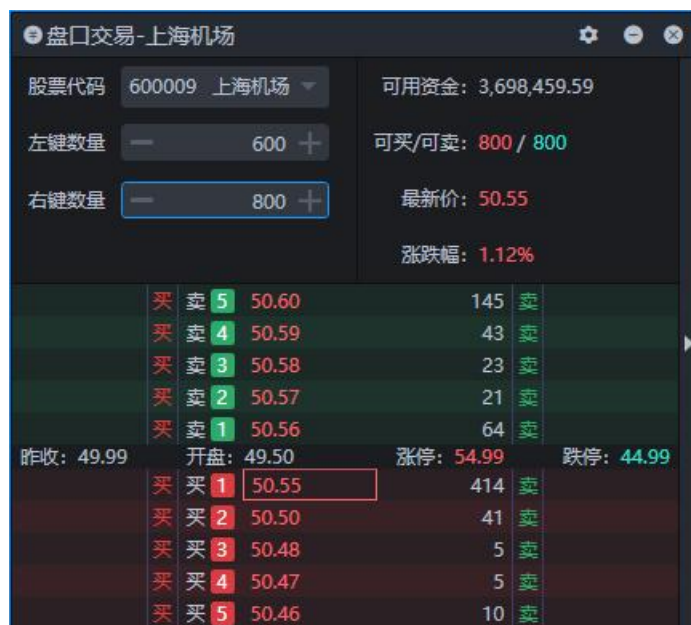 盘口交易-上海机场
股票代码 600009 上海机场 可用资金: 3,698,459.59
左键数量 600 可买/可卖: 800 / 800
右键数量 800 最新价: 50.55
涨跌幅: 1.12%
买 卖 5 50.60 145 卖
买 卖 4 50.59 43 卖
买 卖 3 50.58 23 卖
买 卖 2 50.57 21 卖
买 卖 1 50.56 64 卖
昨收: 49.99 开盘: 49.50 涨停: 54.99 跌停: 44.99
买 买 1 50.55 414 卖
买 买 2 50.50 41 卖
买 买 3 50.48 5 卖
买 买 4 50.47 5 卖
买 买 5 50.46 10 卖